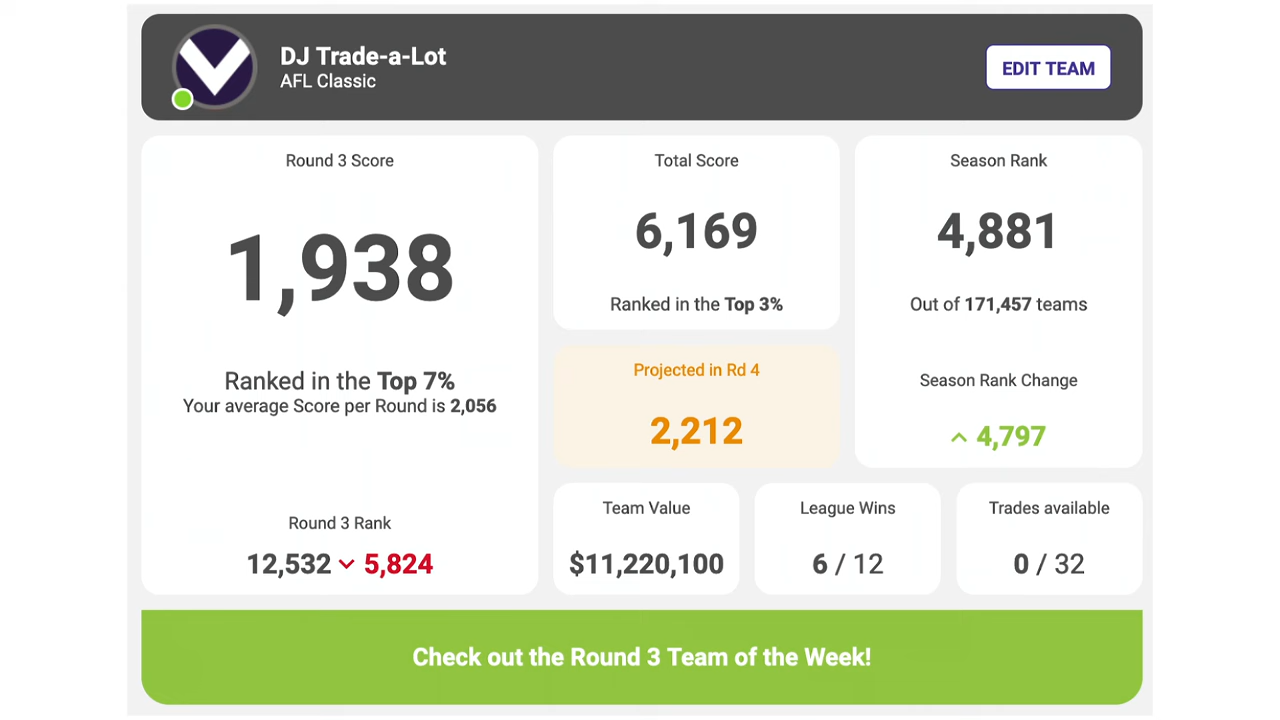 DJ Trade-a-Lot
AFL Classic
EDIT TEAM
Round 3 Score
1,938
Ranked in the Top 7%
Your average Score per Round is 2,056
Round 3 Rank
12,532 5,824
Total Score
6,169
Ranked in the Top 3%
Projected in Rd 4
2,212
Season Rank
4,881
Out of 171,457 teams
Season Rank Change
4,797
Team Value
$11,220,100
League Wins
6 / 12
Trades available
0 / 32
Check out the Round 3 Team of the Week!